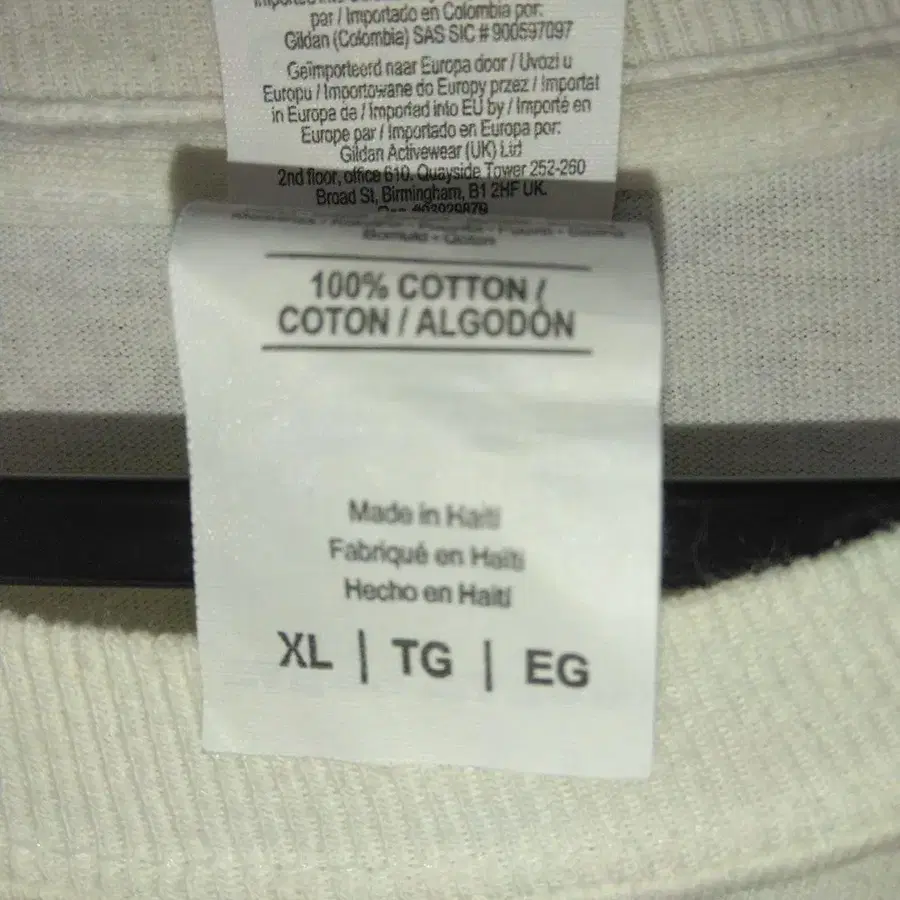 par / Importado en Colombia por:
Gildan (Colombia) SAS SIC # 900597097
Geïmporteerd naar Europa door / Uvozi u
Europu / Importowane do Europy przez / Importat
in Europa de / Imported into EU by / Importé en
Europe par / Importado en Europa por:
Gildan Activewear (UK) Ltd
2nd floor, office 610. Quayside Tower 252-260
Broad St, Birmingham, B1 2HF UK.
100% COTTON /
COTON / ALGODÓN
Made in Haiti
Fabriqué en Haïti
Hecho en Haití
XL | TG | EG